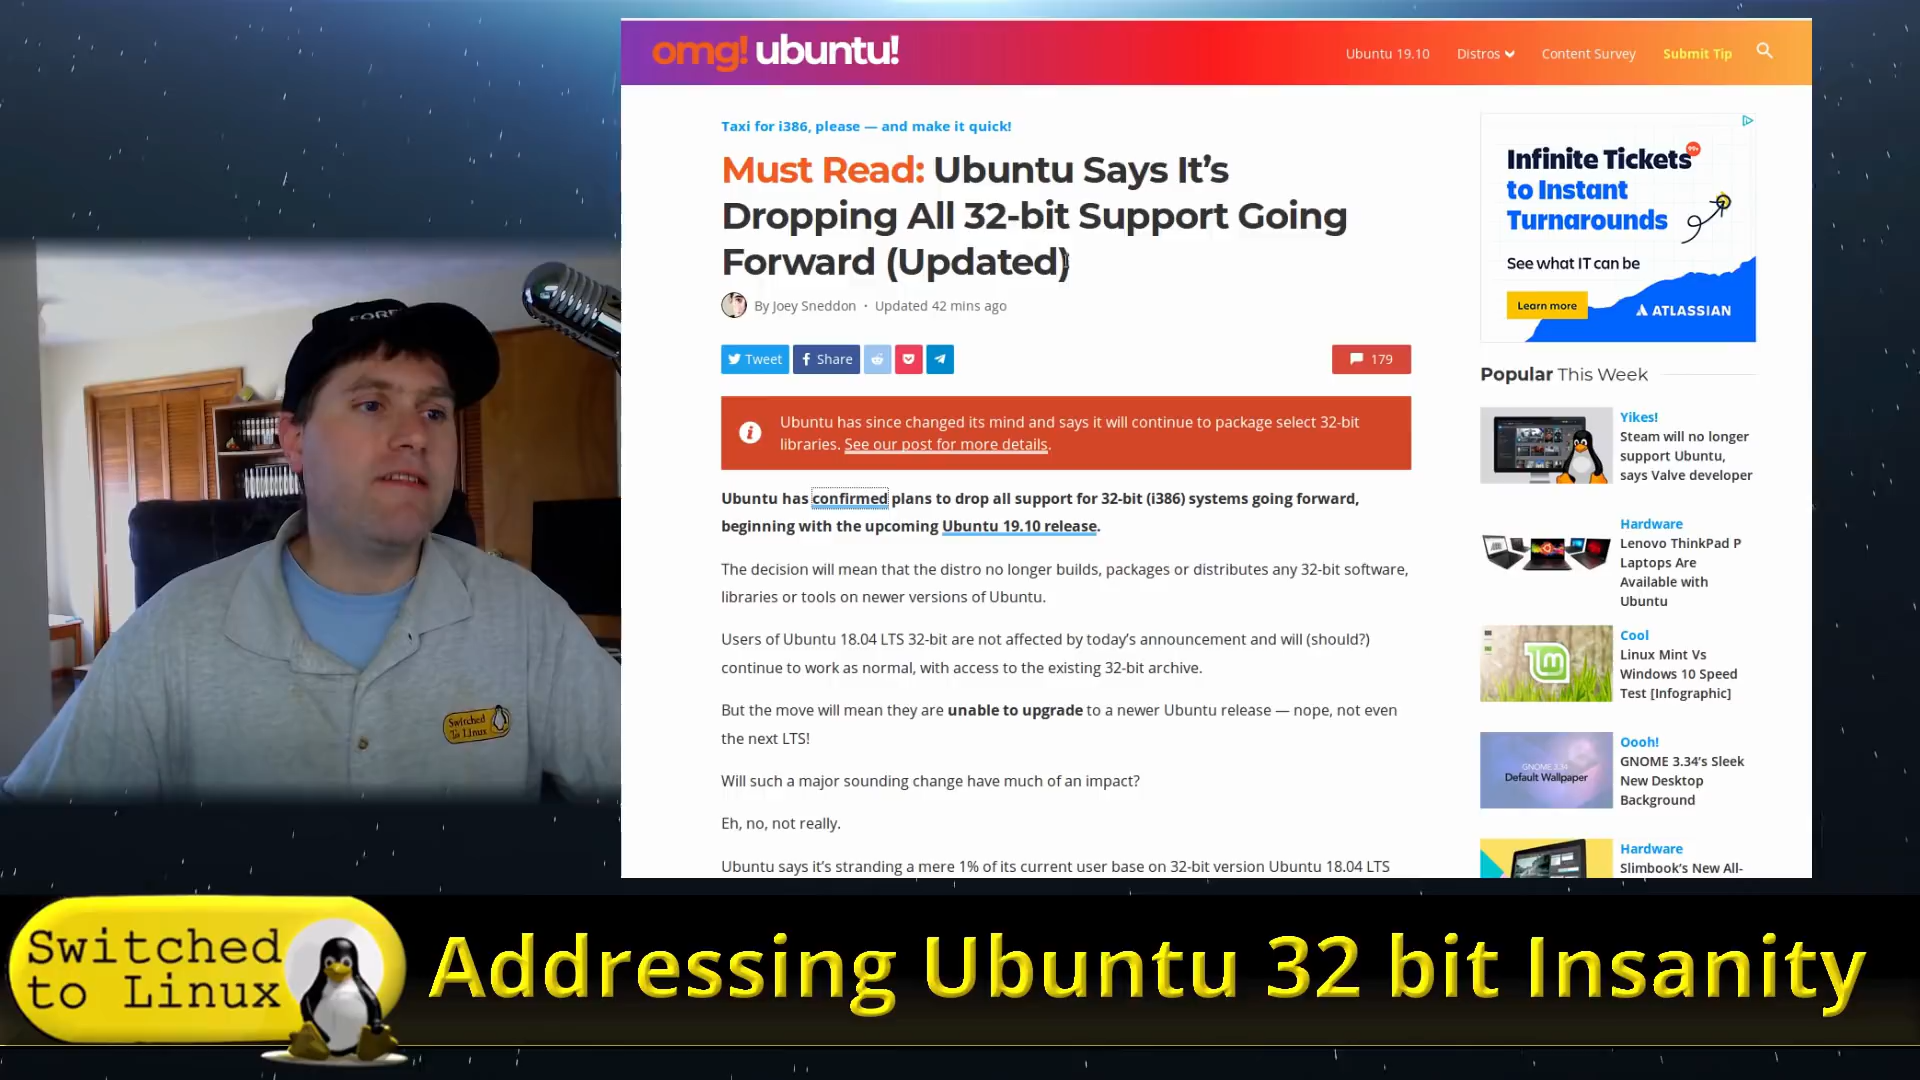 omg! ubuntu!
Ubuntu 19.10
Distros
Content Survey
Submit Tip
Taxi for i386, please — and make it quick!
Must Read: Ubuntu Says It’s
Dropping All 32-bit Support Going
Forward (Updated)
By Joey Sneddon · Updated 42 mins ago
Tweet
Share
179
Ubuntu has since changed its mind and says it will continue to package select 32-bit
libraries. See our post for more details.
Ubuntu has confirmed plans to drop all support for 32-bit (i386) systems going forward,
beginning with the upcoming Ubuntu 19.10 release.
The decision will mean that the distro no longer builds, packages or distributes any 32-bit software,
libraries or tools on newer versions of Ubuntu.
Users of Ubuntu 18.04 LTS 32-bit are not affected by today’s announcement and will (should?)
continue to work as normal, with access to the existing 32-bit archive.
But the move will mean they are unable to upgrade to a newer Ubuntu release — nope, not even
the next LTS!
Will such a major sounding change have much of an impact?
Eh, no, not really.
Ubuntu says it’s stranding a mere 1% of its current user base on 32-bit version Ubuntu 18.04 LTS
Infinite Tickets
99+
to Instant
Turnarounds
See what IT can be
Learn more
ATLASSIAN
Popular This Week
Yikes!
Steam will no longer
support Ubuntu,
says Valve developer
Hardware
Lenovo ThinkPad P
Laptops Are
Available with
Ubuntu
Cool
Linux Mint Vs
Windows 10 Speed
Test [Infographic]
GNOME 3.34
Default Wallpaper
Oooh!
GNOME 3.34’s Sleek
New Desktop
Background
Hardware
Slimbook’s New All-
Switched
To Linux
Switched
to Linux
Addressing Ubuntu 32 bit Insanity